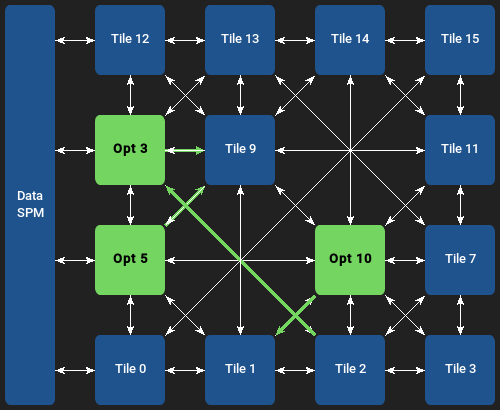 Tile 12
Tile 13
Tile 14
Tile 15
Opt 3
Tile 9
Tile 11
Data
SPM
Opt 5
Opt 10
Tile 7
Tile 0
Tile 1
Tile 2
Tile 3